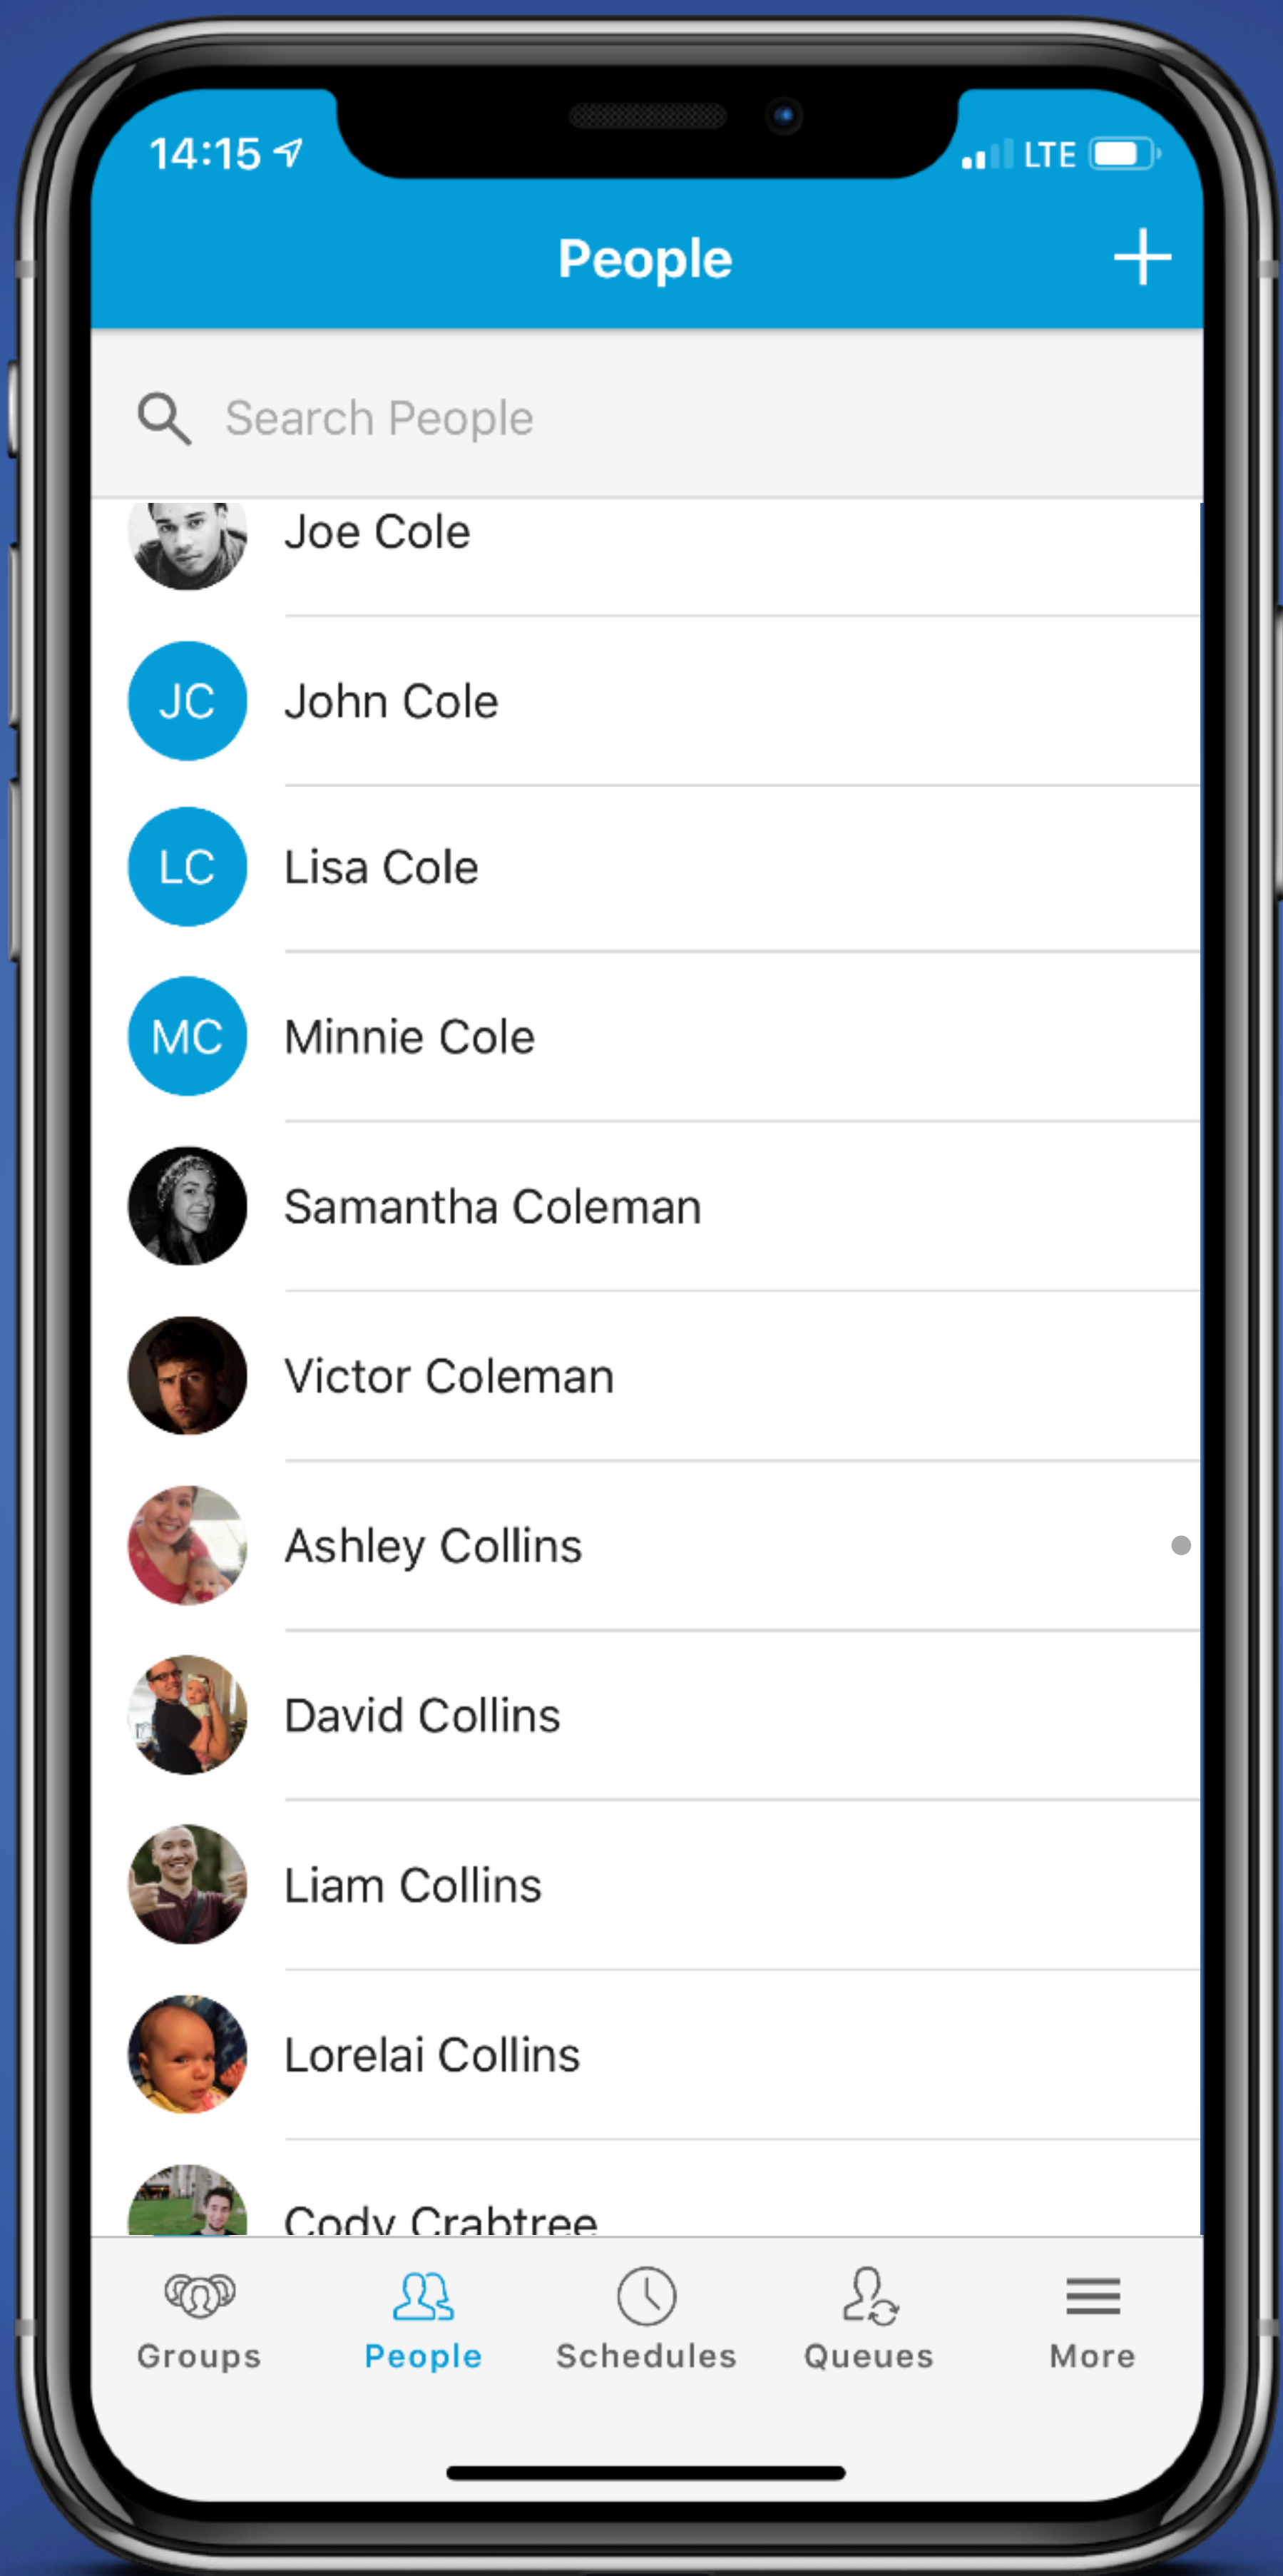 14:15 LTE
People
Search People
Joe Cole
JC John Cole
LC Lisa Cole
MC Minnie Cole
Samantha Coleman
Victor Coleman
Ashley Collins
David Collins
Liam Collins
Lorelai Collins
Cody Crabtree
Groups People Schedules Queues More